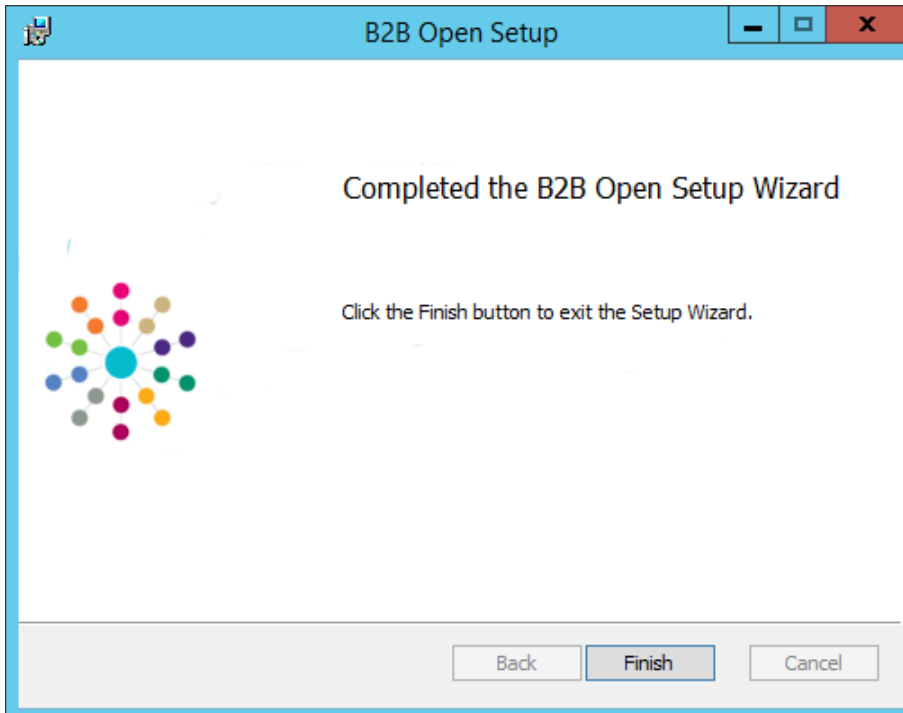 B2B Open Setup
x
Completed the B2B Open Setup Wizard
Click the Finish button to exit the Setup Wizard.
Back Finish Cancel